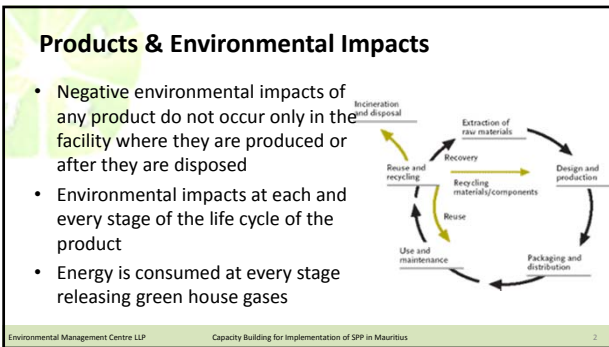 Products & Environmental Impacts
• Negative environmental impacts of
any product do not occur only in the
facility where they are produced or
after they are disposed
• Environmental impacts at each and
every stage of the life cycle of the
product
• Energy is consumed at every stage
releasing green house gases
Incineration
and disposal
Extraction of
raw materials
Recovery
Reuse and
recycling
Recycling
materials/components
Design and
production
Reuse
Use and
maintenance
Packaging and
distribution
Environmental Management Centre LLP Capacity Building for Implementation of SPP in Mauritius 2